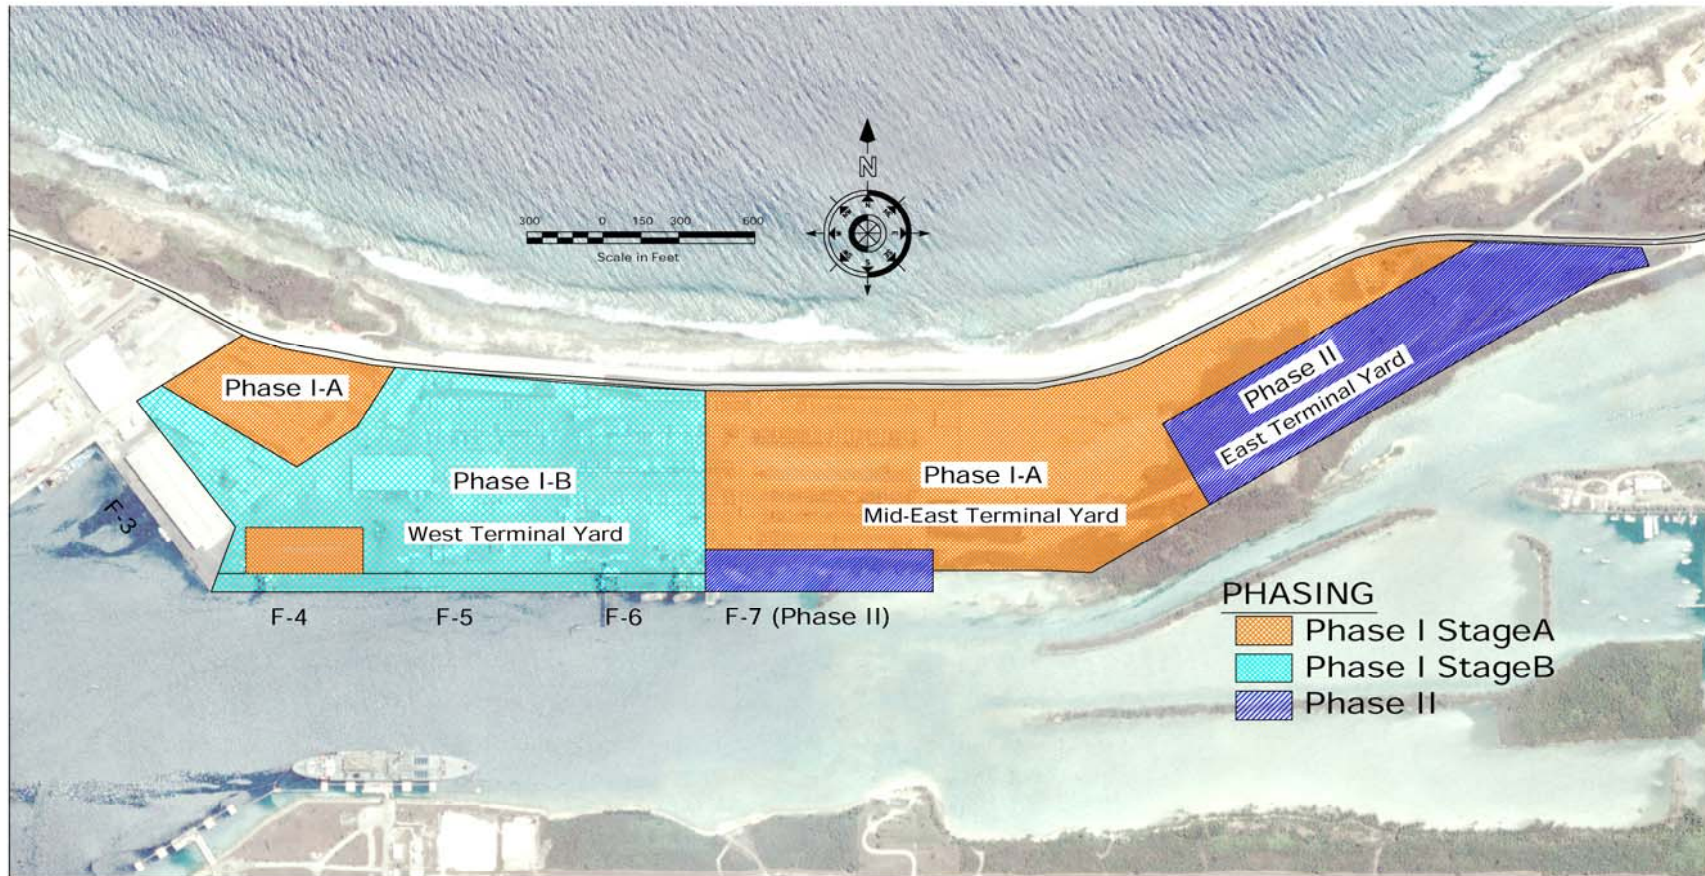 N
300 0 150 300 600
Scale in Feet
Phase I-A
Phase I-B
West Terminal Yard
Phase I-A
Mid-East Terminal Yard
Phase II
East Terminal Yard
F-3
F-4
F-5
F-6
F-7 (Phase II)
PHASING
Phase I StageA
Phase I StageB
Phase II